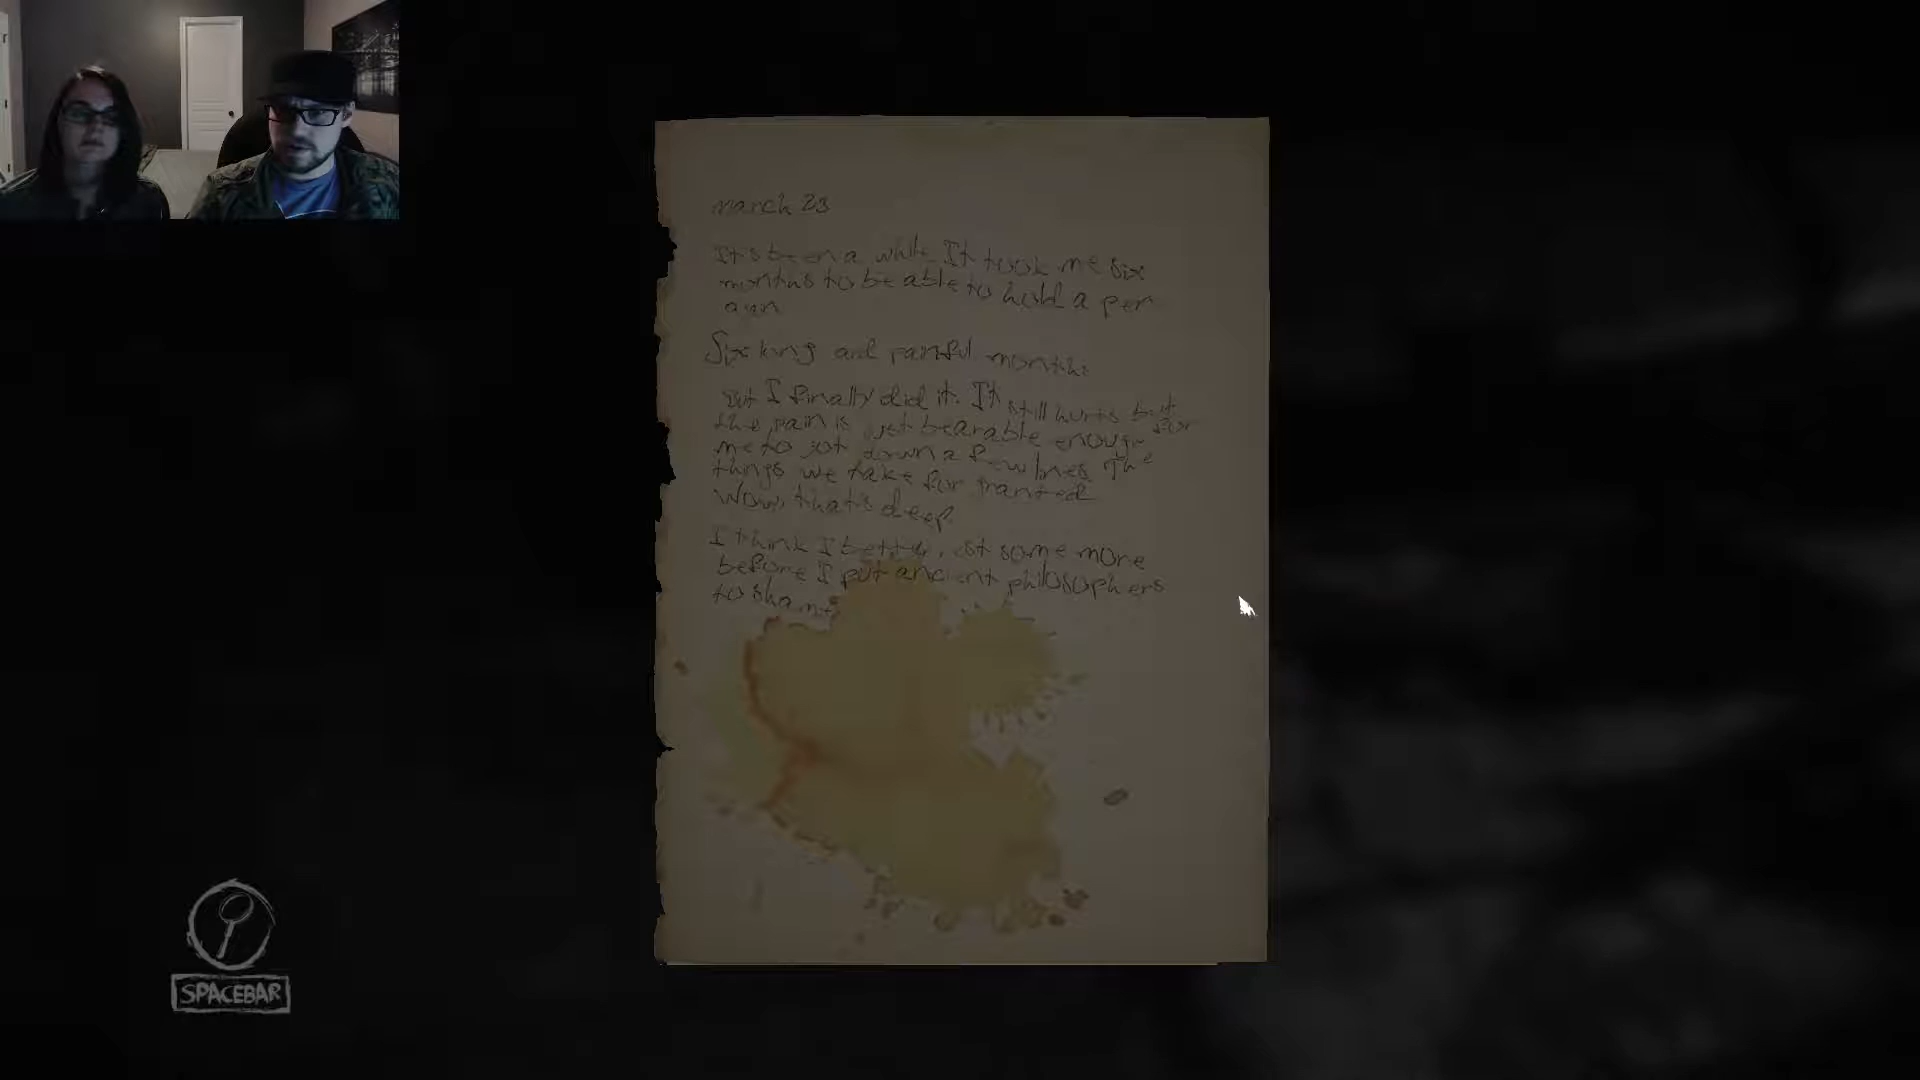 march 23
It's been a while It took me six
months to be able to hold a pen
again
Six long and painful months
But I finally did it. It still hurts but
the pain is just bearable enough for
me to jot down a few lines The
things we take for granted
Wow, that's deep
I think I better rest some more
before I put ancient philosophers
to shame
SPACEBAR